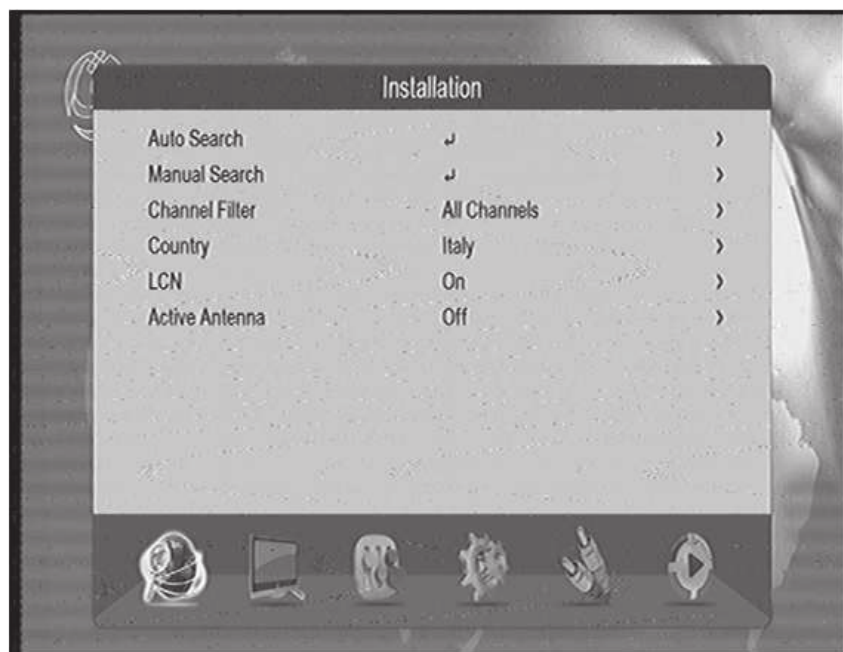 Installation
Auto Search ↲ ›
Manual Search ↲ ›
Channel Filter All Channels ›
Country Italy ›
LCN On ›
Active Antenna Off ›